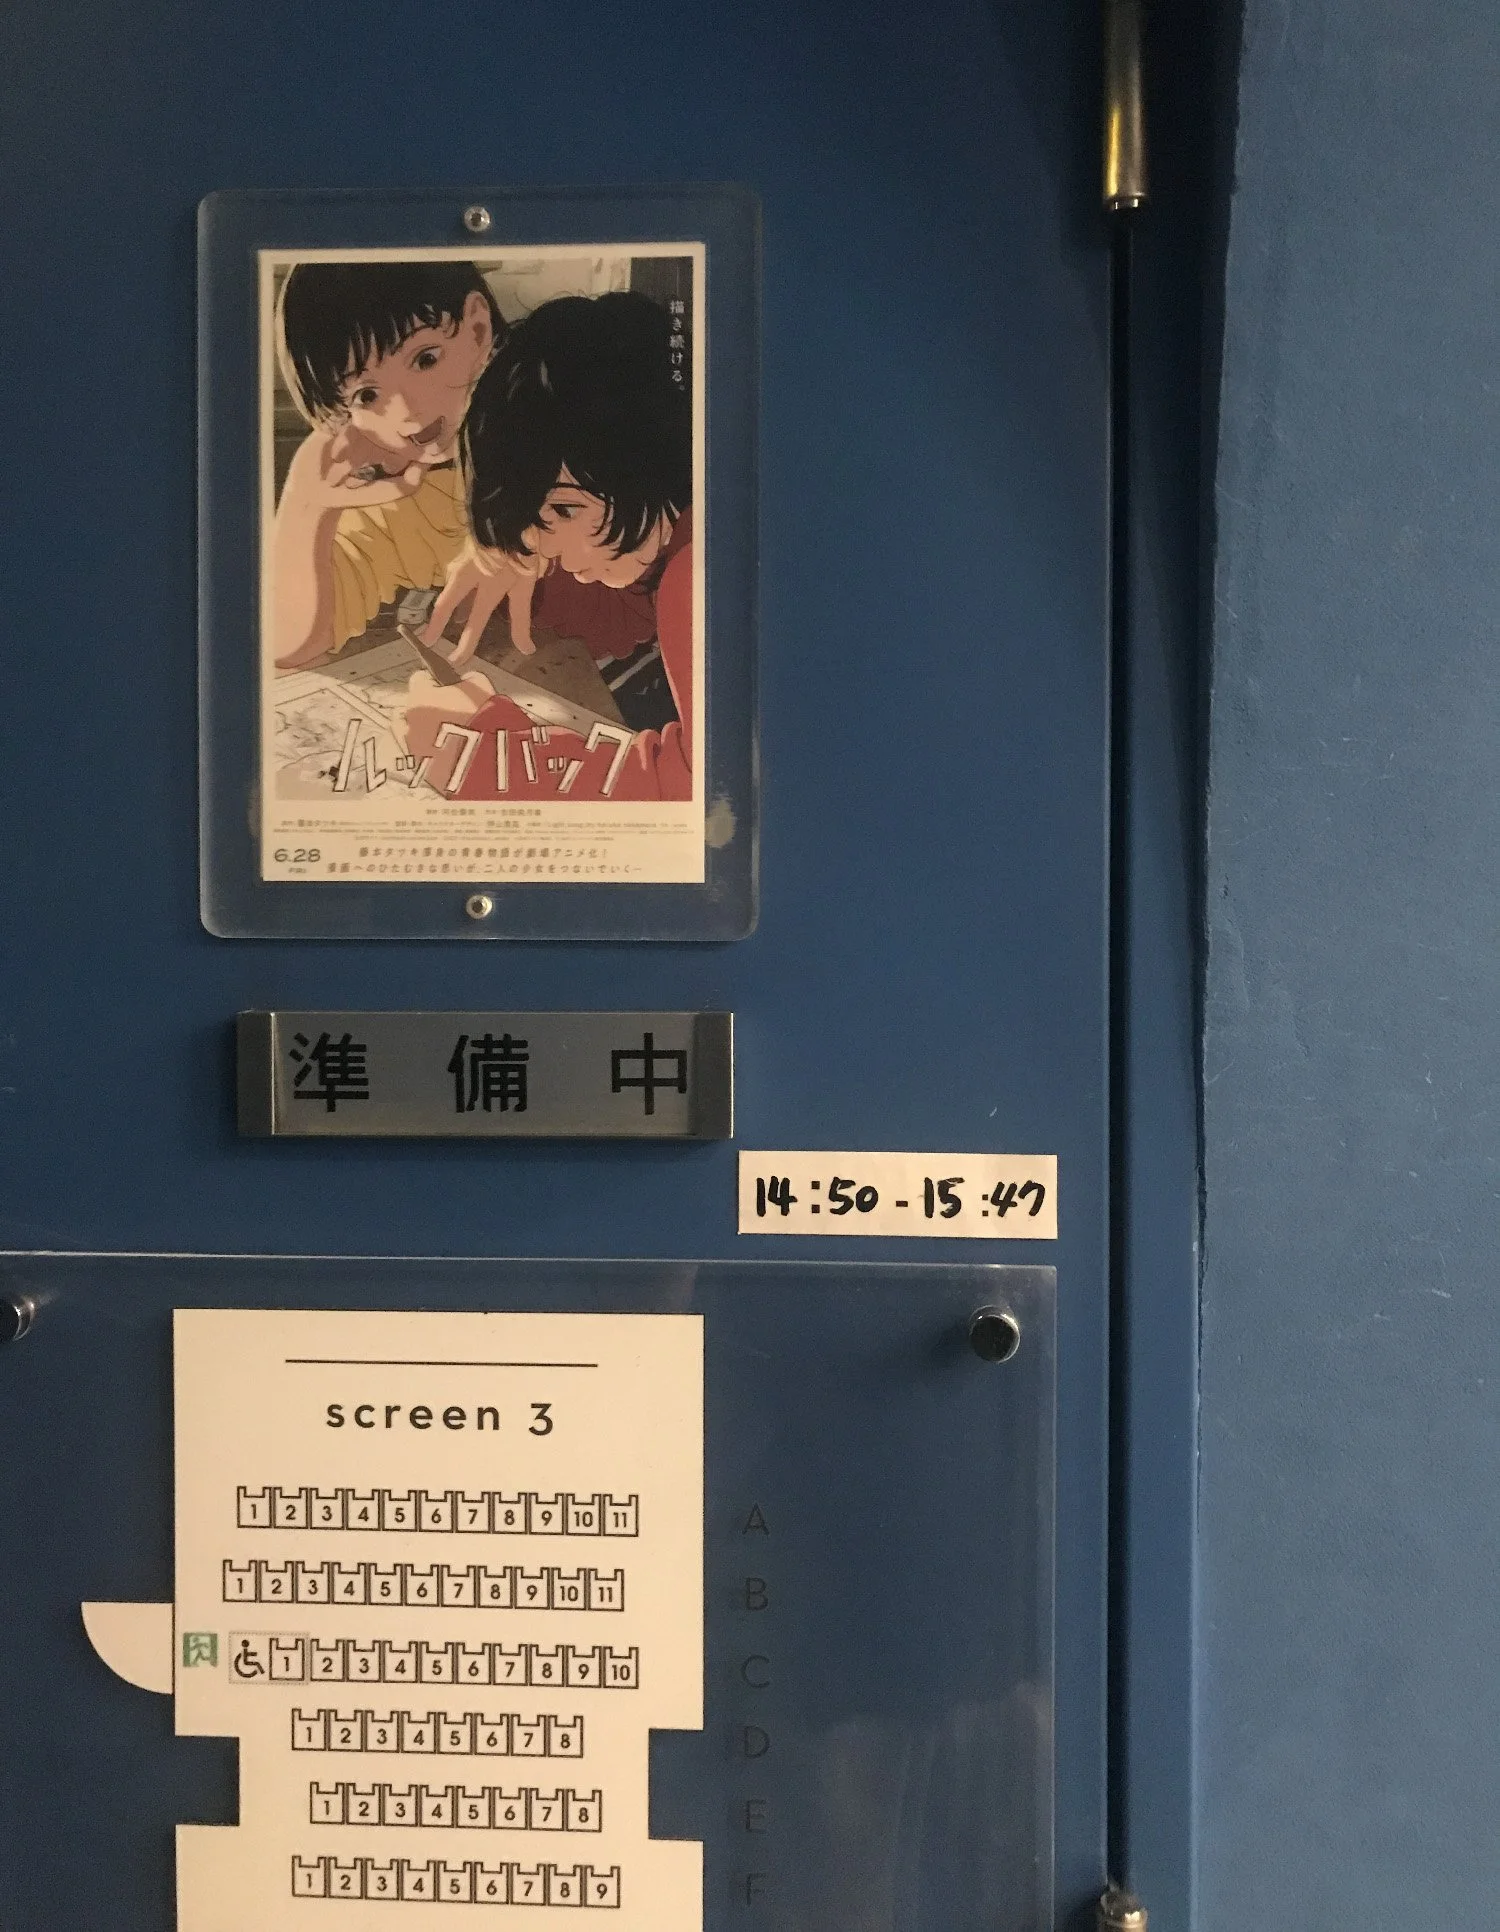 描き続ける。
ルックバック
6.28
藤本タツキ渾身の青春物語が劇場アニメ化！
漫画へのひたむきな思いが、二人の少女をつないでいく―
準備中
14:50 - 15:47
screen 3
1 2 3 4 5 6 7 8 9 10 11 A
1 2 3 4 5 6 7 8 9 10 11 B
1 2 3 4 5 6 7 8 9 10 C
1 2 3 4 5 6 7 8 D
1 2 3 4 5 6 7 8 E
1 2 3 4 5 6 7 8 9 F